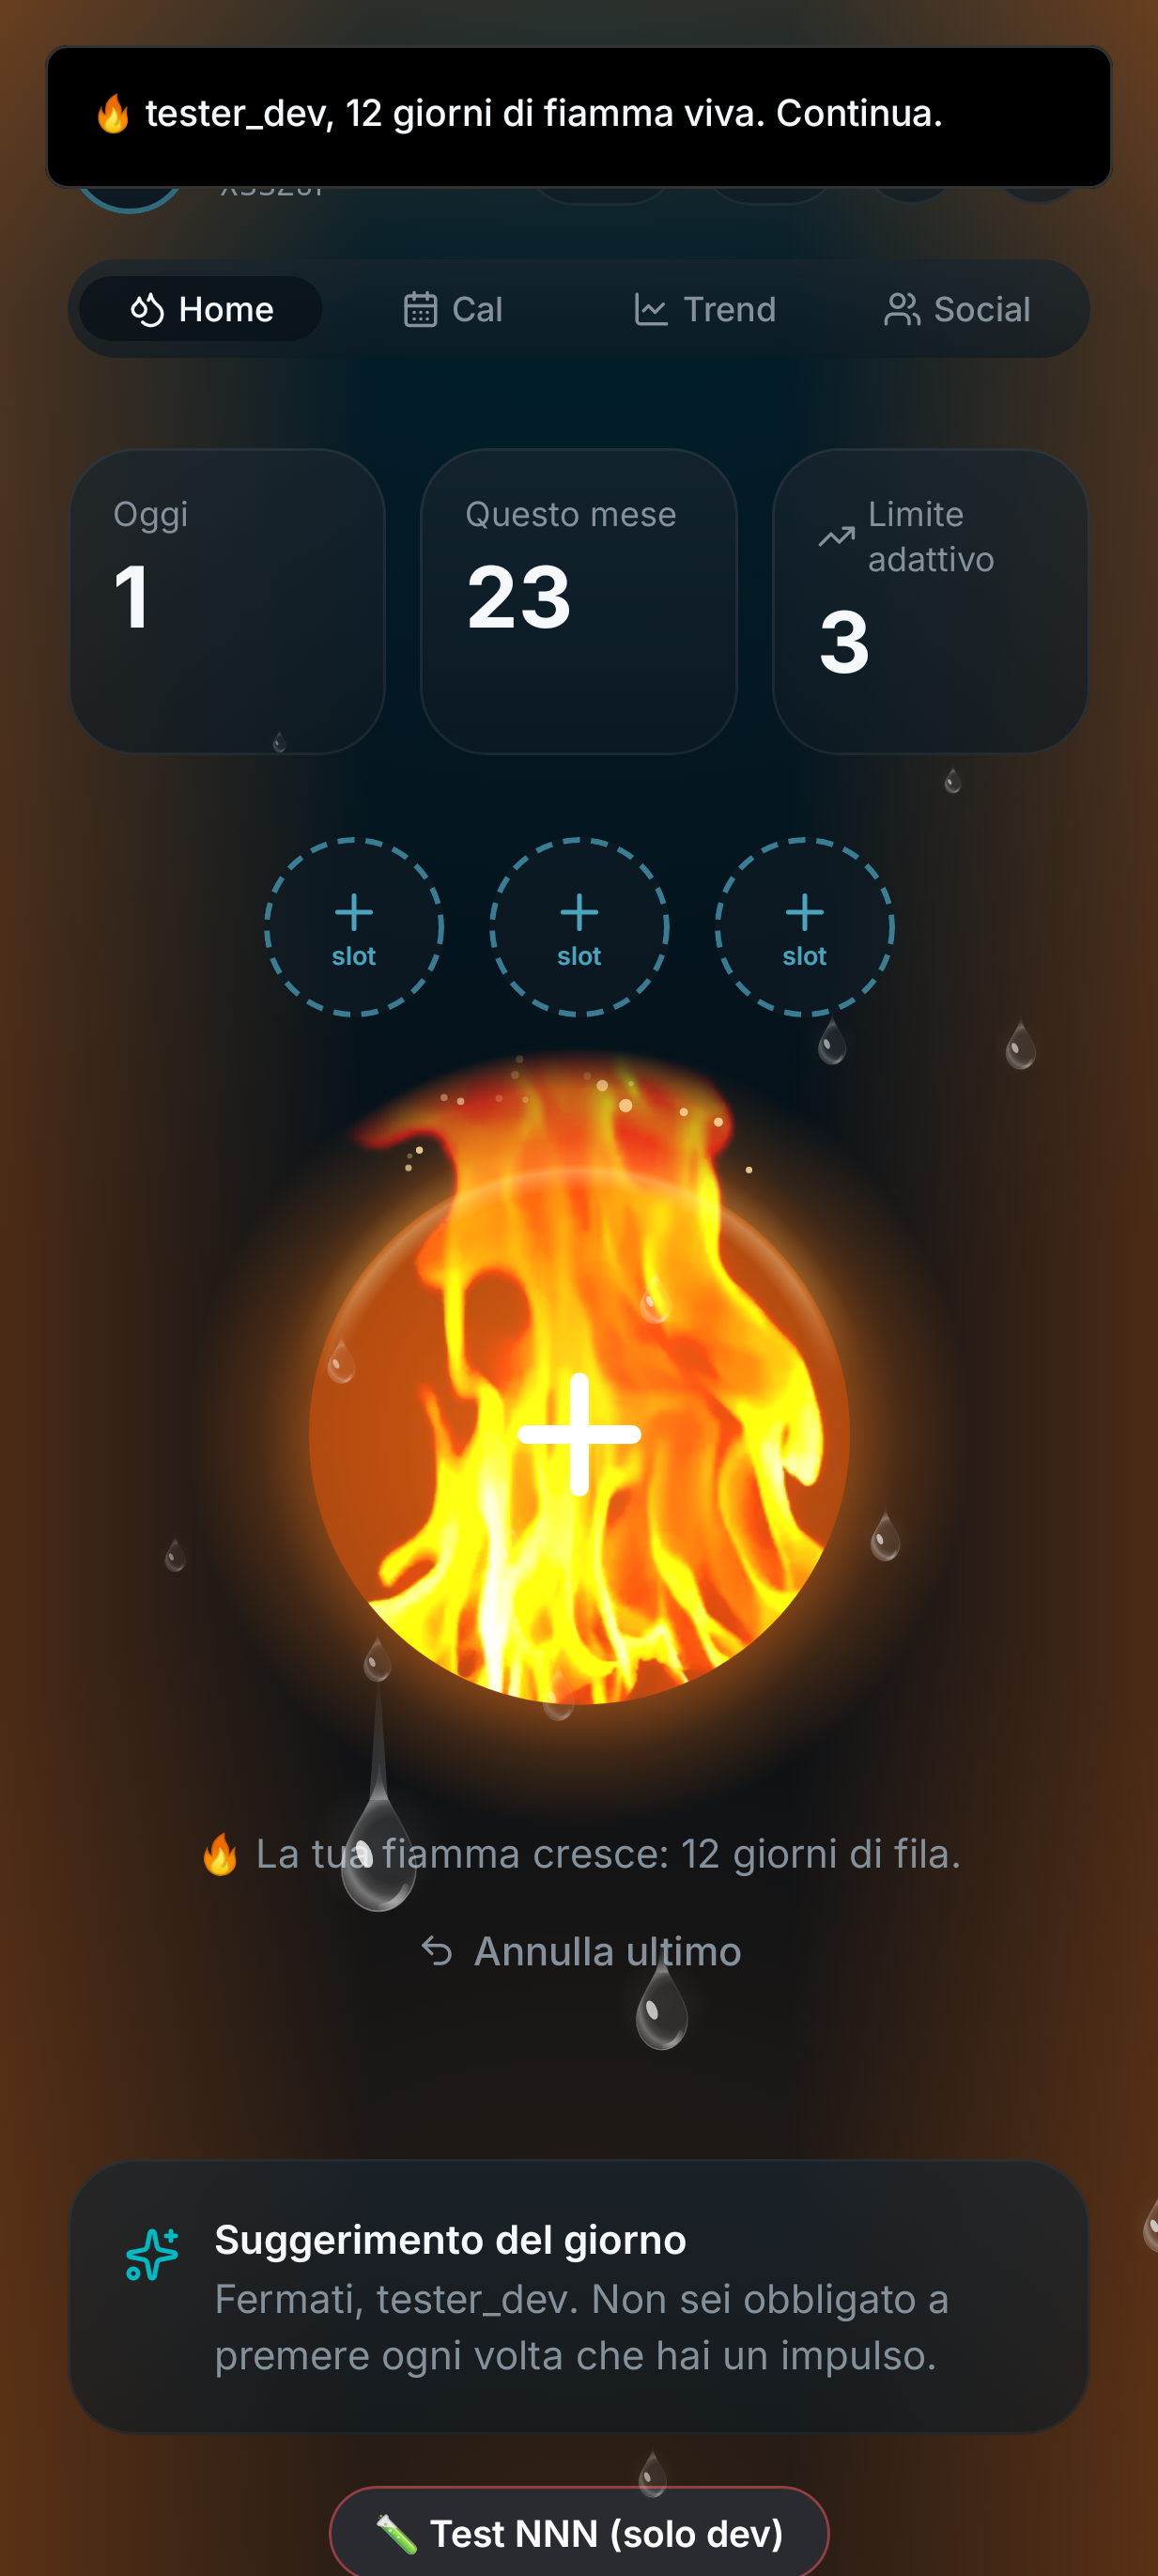 🔥 tester_dev, 12 giorni di fiamma viva. Continua.
Home
Cal
Trend
Social
Oggi
1
Questo mese
23
Limite
adattivo
3
slot
slot
slot
🔥 La tua fiamma cresce: 12 giorni di fila.
Annulla ultimo
Suggerimento del giorno
Fermati, tester_dev. Non sei obbligato a
premere ogni volta che hai un impulso.
🧪 Test NNN (solo dev)